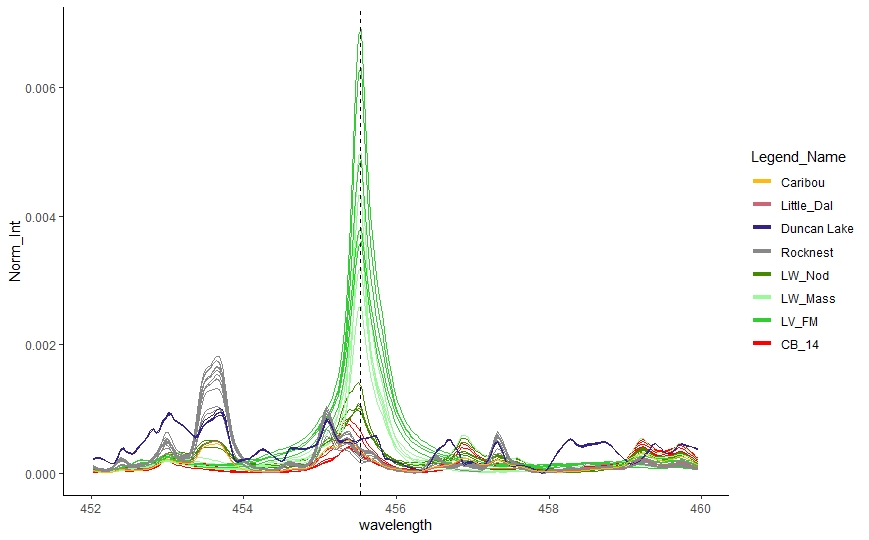 0.006
0.004
0.002
0.000
Norm_Int
452
454
456
458
460
wavelength
Legend_Name
Caribou
Little_Dal
Duncan Lake
Rocknest
LW_Nod
LW_Mass
LV_FM
CB_14